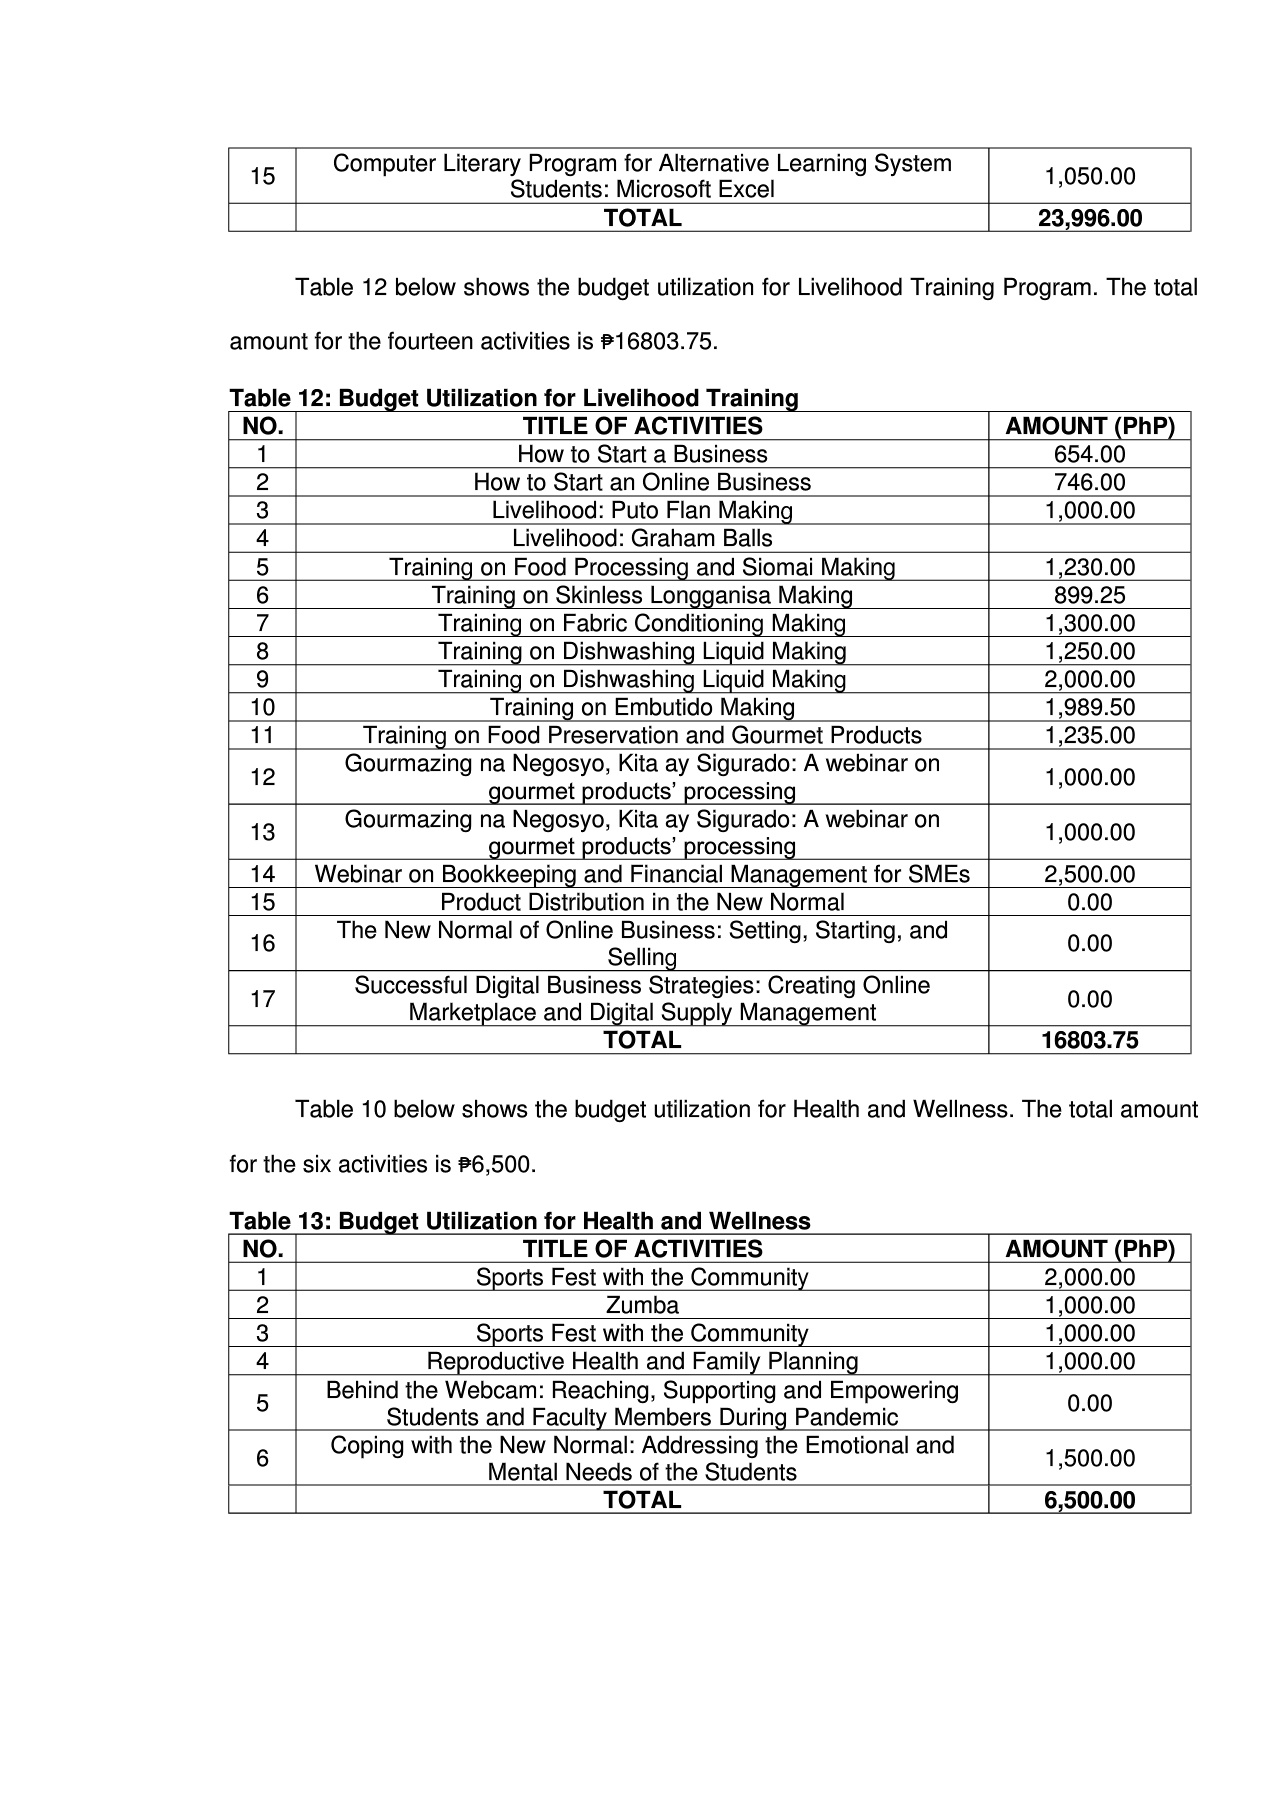 15 Computer Literary Program for Alternative Learning System
Students: Microsoft Excel 1,050.00
TOTAL 23,996.00
Table 12 below shows the budget utilization for Livelihood Training Program. The total
amount for the fourteen activities is ₱16803.75.
Table 12: Budget Utilization for Livelihood Training
NO. TITLE OF ACTIVITIES AMOUNT (PhP)
1 How to Start a Business 654.00
2 How to Start an Online Business 746.00
3 Livelihood: Puto Flan Making 1,000.00
4 Livelihood: Graham Balls
5 Training on Food Processing and Siomai Making 1,230.00
6 Training on Skinless Longganisa Making 899.25
7 Training on Fabric Conditioning Making 1,300.00
8 Training on Dishwashing Liquid Making 1,250.00
9 Training on Dishwashing Liquid Making 2,000.00
10 Training on Embutido Making 1,989.50
11 Training on Food Preservation and Gourmet Products 1,235.00
12 Gourmazing na Negosyo, Kita ay Sigurado: A webinar on
gourmet products’ processing 1,000.00
13 Gourmazing na Negosyo, Kita ay Sigurado: A webinar on
gourmet products’ processing 1,000.00
14 Webinar on Bookkeeping and Financial Management for SMEs 2,500.00
15 Product Distribution in the New Normal 0.00
16 The New Normal of Online Business: Setting, Starting, and
Selling 0.00
17 Successful Digital Business Strategies: Creating Online
Marketplace and Digital Supply Management 0.00
TOTAL 16803.75
Table 10 below shows the budget utilization for Health and Wellness. The total amount
for the six activities is ₱6,500.
Table 13: Budget Utilization for Health and Wellness
NO. TITLE OF ACTIVITIES AMOUNT (PhP)
1 Sports Fest with the Community 2,000.00
2 Zumba 1,000.00
3 Sports Fest with the Community 1,000.00
4 Reproductive Health and Family Planning 1,000.00
5 Behind the Webcam: Reaching, Supporting and Empowering
Students and Faculty Members During Pandemic 0.00
6 Coping with the New Normal: Addressing the Emotional and
Mental Needs of the Students 1,500.00
TOTAL 6,500.00